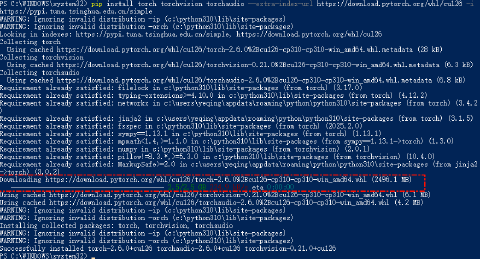 PS C:\WINDOWS\system32> pip install torch torchvision torchaudio --extra-index-url https://download.pytorch.org/whl/cu126 -i
https://pypi.tuna.tsinghua.edu.cn/simple
WARNING: Ignoring invalid distribution -ip (c:\python310\lib\site-packages)
WARNING: Ignoring invalid distribution -orch (c:\python310\lib\site-packages)
Looking in indexes: https://pypi.tuna.tsinghua.edu.cn/simple, https://download.pytorch.org/whl/cu126
Collecting torch
Using cached https://download.pytorch.org/whl/cu126/torch-2.6.0%2Bcu126-cp310-cp310-win_amd64.whl.metadata (28 kB)
Collecting torchvision
Using cached https://download.pytorch.org/whl/cu126/torchvision-0.21.0%2Bcu126-cp310-cp310-win_amd64.whl.metadata (6.3 kB)
Collecting torchaudio
Using cached https://download.pytorch.org/whl/cu126/torchaudio-2.6.0%2Bcu126-cp310-cp310-win_amd64.whl.metadata (6.8 kB)
Requirement already satisfied: filelock in c:\python310\lib\site-packages (from torch) (3.17.0)
Requirement already satisfied: typing-extensions>=4.10.0 in c:\python310\lib\site-packages (from torch) (4.12.2)
Requirement already satisfied: networkx in c:\users\yeqing\appdata\roaming\python\python310\site-packages (from torch) (3.4.2
)
Requirement already satisfied: jinja2 in c:\users\yeqing\appdata\roaming\python\python310\site-packages (from torch) (3.1.5)
Requirement already satisfied: fsspec in c:\python310\lib\site-packages (from torch) (2025.2.0)
Requirement already satisfied: sympy==1.13.1 in c:\python310\lib\site-packages (from torch) (1.13.1)
Requirement already satisfied: mpmath<1.4,>=1.1.0 in c:\python310\lib\site-packages (from sympy==1.13.1->torch) (1.3.0)
Requirement already satisfied: numpy in c:\python310\lib\site-packages (from torchvision) (2.0.1)
Requirement already satisfied: pillow!=8.3.*,>=5.3.0 in c:\python310\lib\site-packages (from torchvision) (10.4.0)
Requirement already satisfied: MarkupSafe>=2.0 in c:\users\yeqing\appdata\roaming\python\python310\site-packages (from jinja2
->torch) (3.0.2)
Downloading https://download.pytorch.org/whl/cu126/torch-2.6.0%2Bcu126-cp310-cp310-win_amd64.whl (2496.1 MB)
eta
Using cached https://download.pytorch.org/whl/cu126/torchvision-0.21.0%2Bcu126-cp310-cp310-win_amd64.whl (6.1 MB)
Using cached https://download.pytorch.org/whl/cu126/torchaudio-2.6.0%2Bcu126-cp310-cp310-win_amd64.whl (4.2 MB)
WARNING: Ignoring invalid distribution -ip (c:\python310\lib\site-packages)
WARNING: Ignoring invalid distribution -orch (c:\python310\lib\site-packages)
Installing collected packages: torch, torchvision, torchaudio
WARNING: Ignoring invalid distribution -ip (c:\python310\lib\site-packages)
WARNING: Ignoring invalid distribution -orch (c:\python310\lib\site-packages)
Successfully installed torch-2.6.0+cu126 torchaudio-2.6.0+cu126 torchvision-0.21.0+cu126
PS C:\WINDOWS\system32>